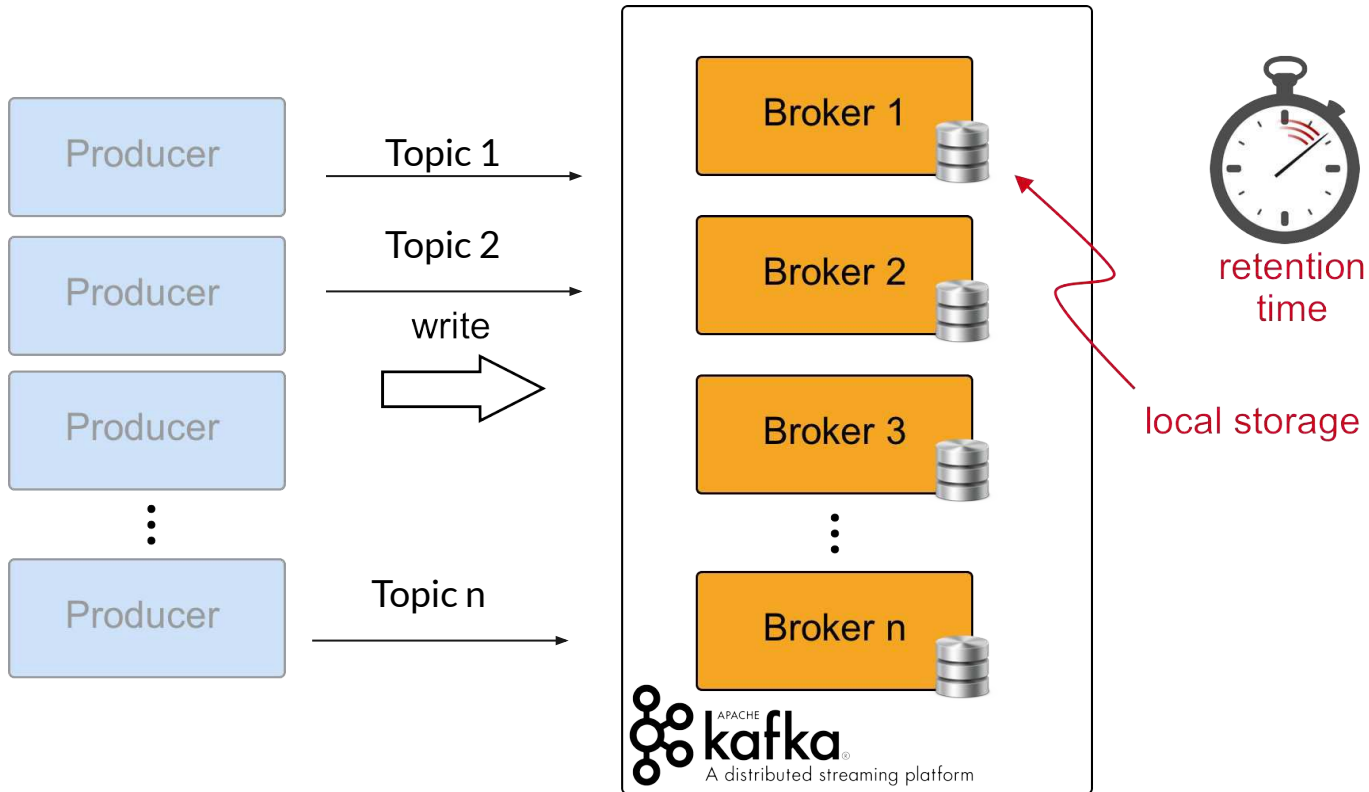 Producer
Producer
Producer
Producer
Topic 1
Topic 2
write
Topic n
Broker 1
Broker 2
Broker 3
Broker n
APACHE
kafka®
A distributed streaming platform
retention
time
local storage